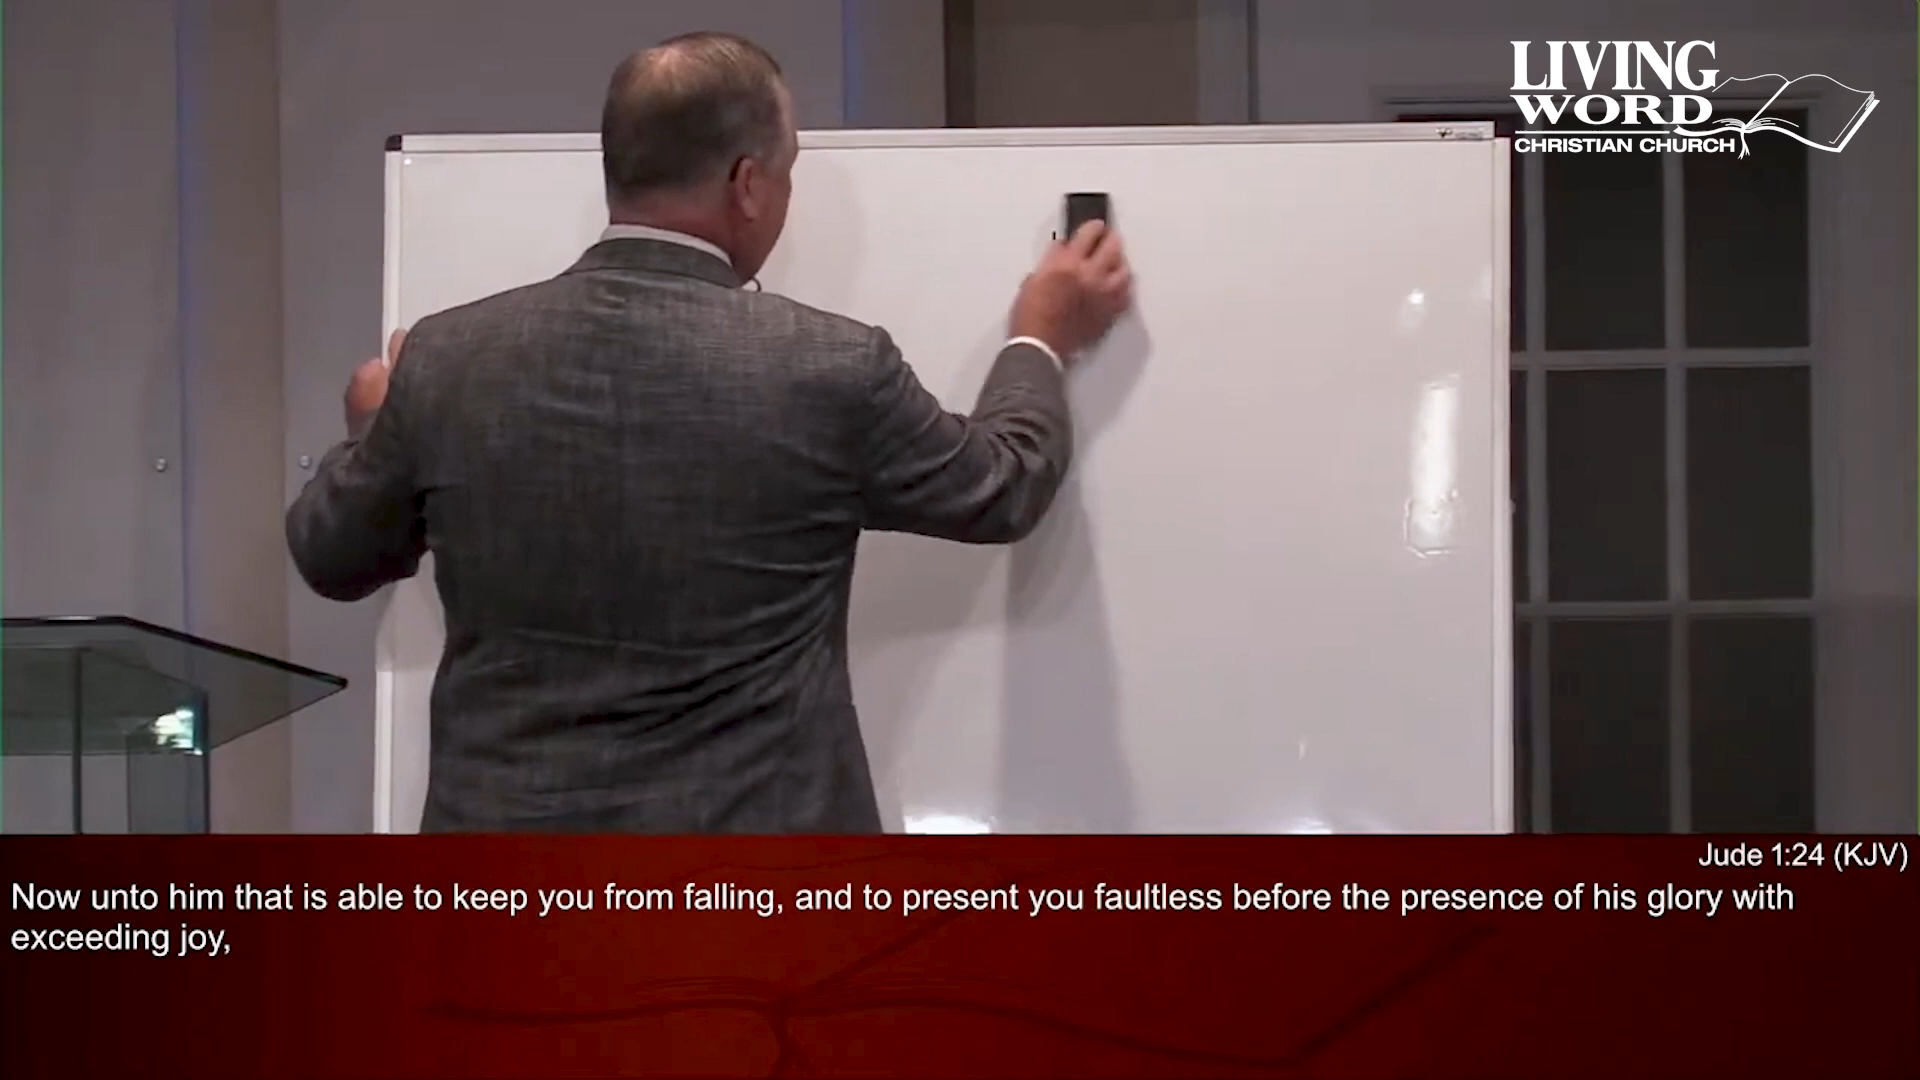 LIVING
WORD
CHRISTIAN CHURCH
Jude 1:24 (KJV)
Now unto him that is able to keep you from falling, and to present you faultless before the presence of his glory with
exceeding joy,